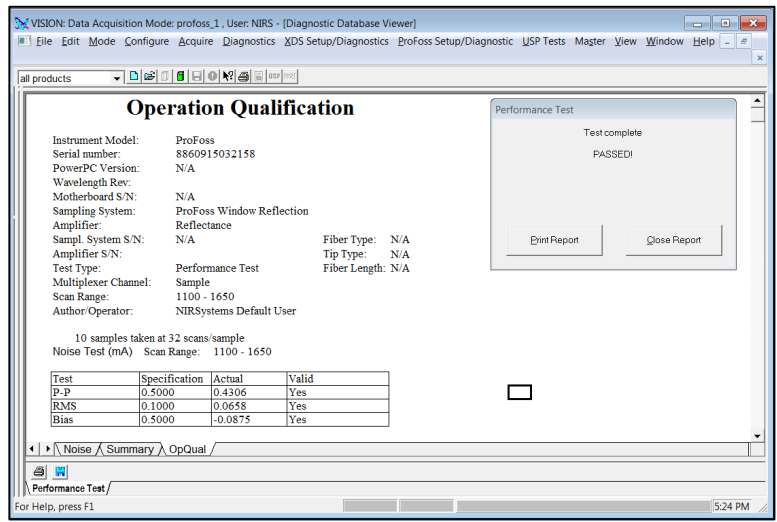 VISION: Data Acquisition Mode: profoss_1 , User: NIRS - [Diagnostic Database Viewer]
File Edit Mode Configure Acquire Diagnostics XDS Setup/Diagnostics ProFoss Setup/Diagnostic USP Tests Master View Window Help
all products
USP
Operation Qualification
Instrument Model: ProFoss
Serial number: 8860915032158
PowerPC Version: N/A
Wavelength Rev:
Motherboard S/N: N/A
Sampling System: ProFoss Window Reflection
Amplifier: Reflectance
Sampl. System S/N: N/A Fiber Type: N/A
Amplifier S/N: Tip Type: N/A
Test Type: Performance Test Fiber Length: N/A
Multiplexer Channel: Sample
Scan Range: 1100 - 1650
Author/Operator: NIRSystems Default User
10 samples taken at 32 scans/sample
Noise Test (mA) Scan Range: 1100 - 1650
Test Specification Actual Valid
P-P 0.5000 0.4306 Yes
RMS 0.1000 0.0658 Yes
Bias 0.5000 -0.0875 Yes
Performance Test
Test complete
PASSED!
Print Report Close Report
Noise Summary OpQual
Performance Test
For Help, press F1 5:24 PM